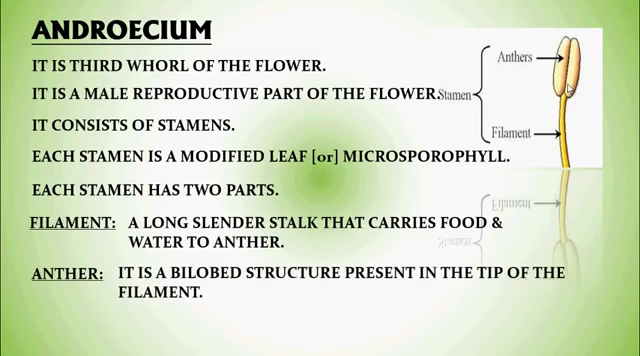 ANDROECIUM
IT IS THIRD WHORL OF THE FLOWER.
IT IS A MALE REPRODUCTIVE PART OF THE FLOWER.
IT CONSISTS OF STAMENS.
EACH STAMEN IS A MODIFIED LEAF [or] MICROSPOROPHYLL.
EACH STAMEN HAS TWO PARTS.
FILAMENT: A LONG SLENDER STALK THAT CARRIES FOOD &
WATER TO ANTHER.
ANTHER: IT IS A BILOBED STRUCTURE PRESENT IN THE TIP OF THE
FILAMENT.
Anthers
Stamen
Filament
Filament
Stamen